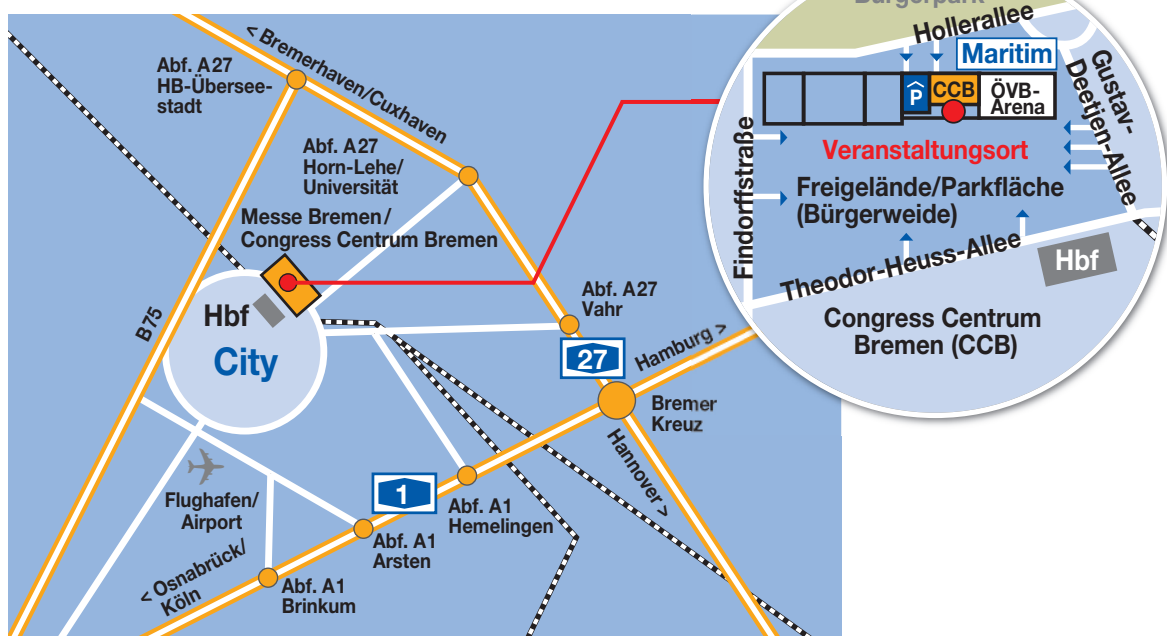 < Bremerhaven/Cuxhaven
Abf. A27
HB-Übersee-
stadt
Abf. A27
Horn-Lehe/
Universität
Messe Bremen/
Congress Centrum Bremen
B75
Hbf
City
Abf. A27
Vahr
27
Hamburg >
Bremer
Kreuz
Hannover >
1
Abf. A1
Hemelingen
Flughafen/
Airport
Abf. A1
Arsten
< Osnabrück/
Köln
Abf. A1
Brinkum
Bürgerpark
Hollerallee
Maritim
P
CCB
ÖVB-
Arena
Gustav-
Deetjen-Allee
Findorffstraße
Veranstaltungsort
Freigelände/Parkfläche
(Bürgerweide)
Theodor-Heuss-Allee
Hbf
Congress Centrum
Bremen (CCB)